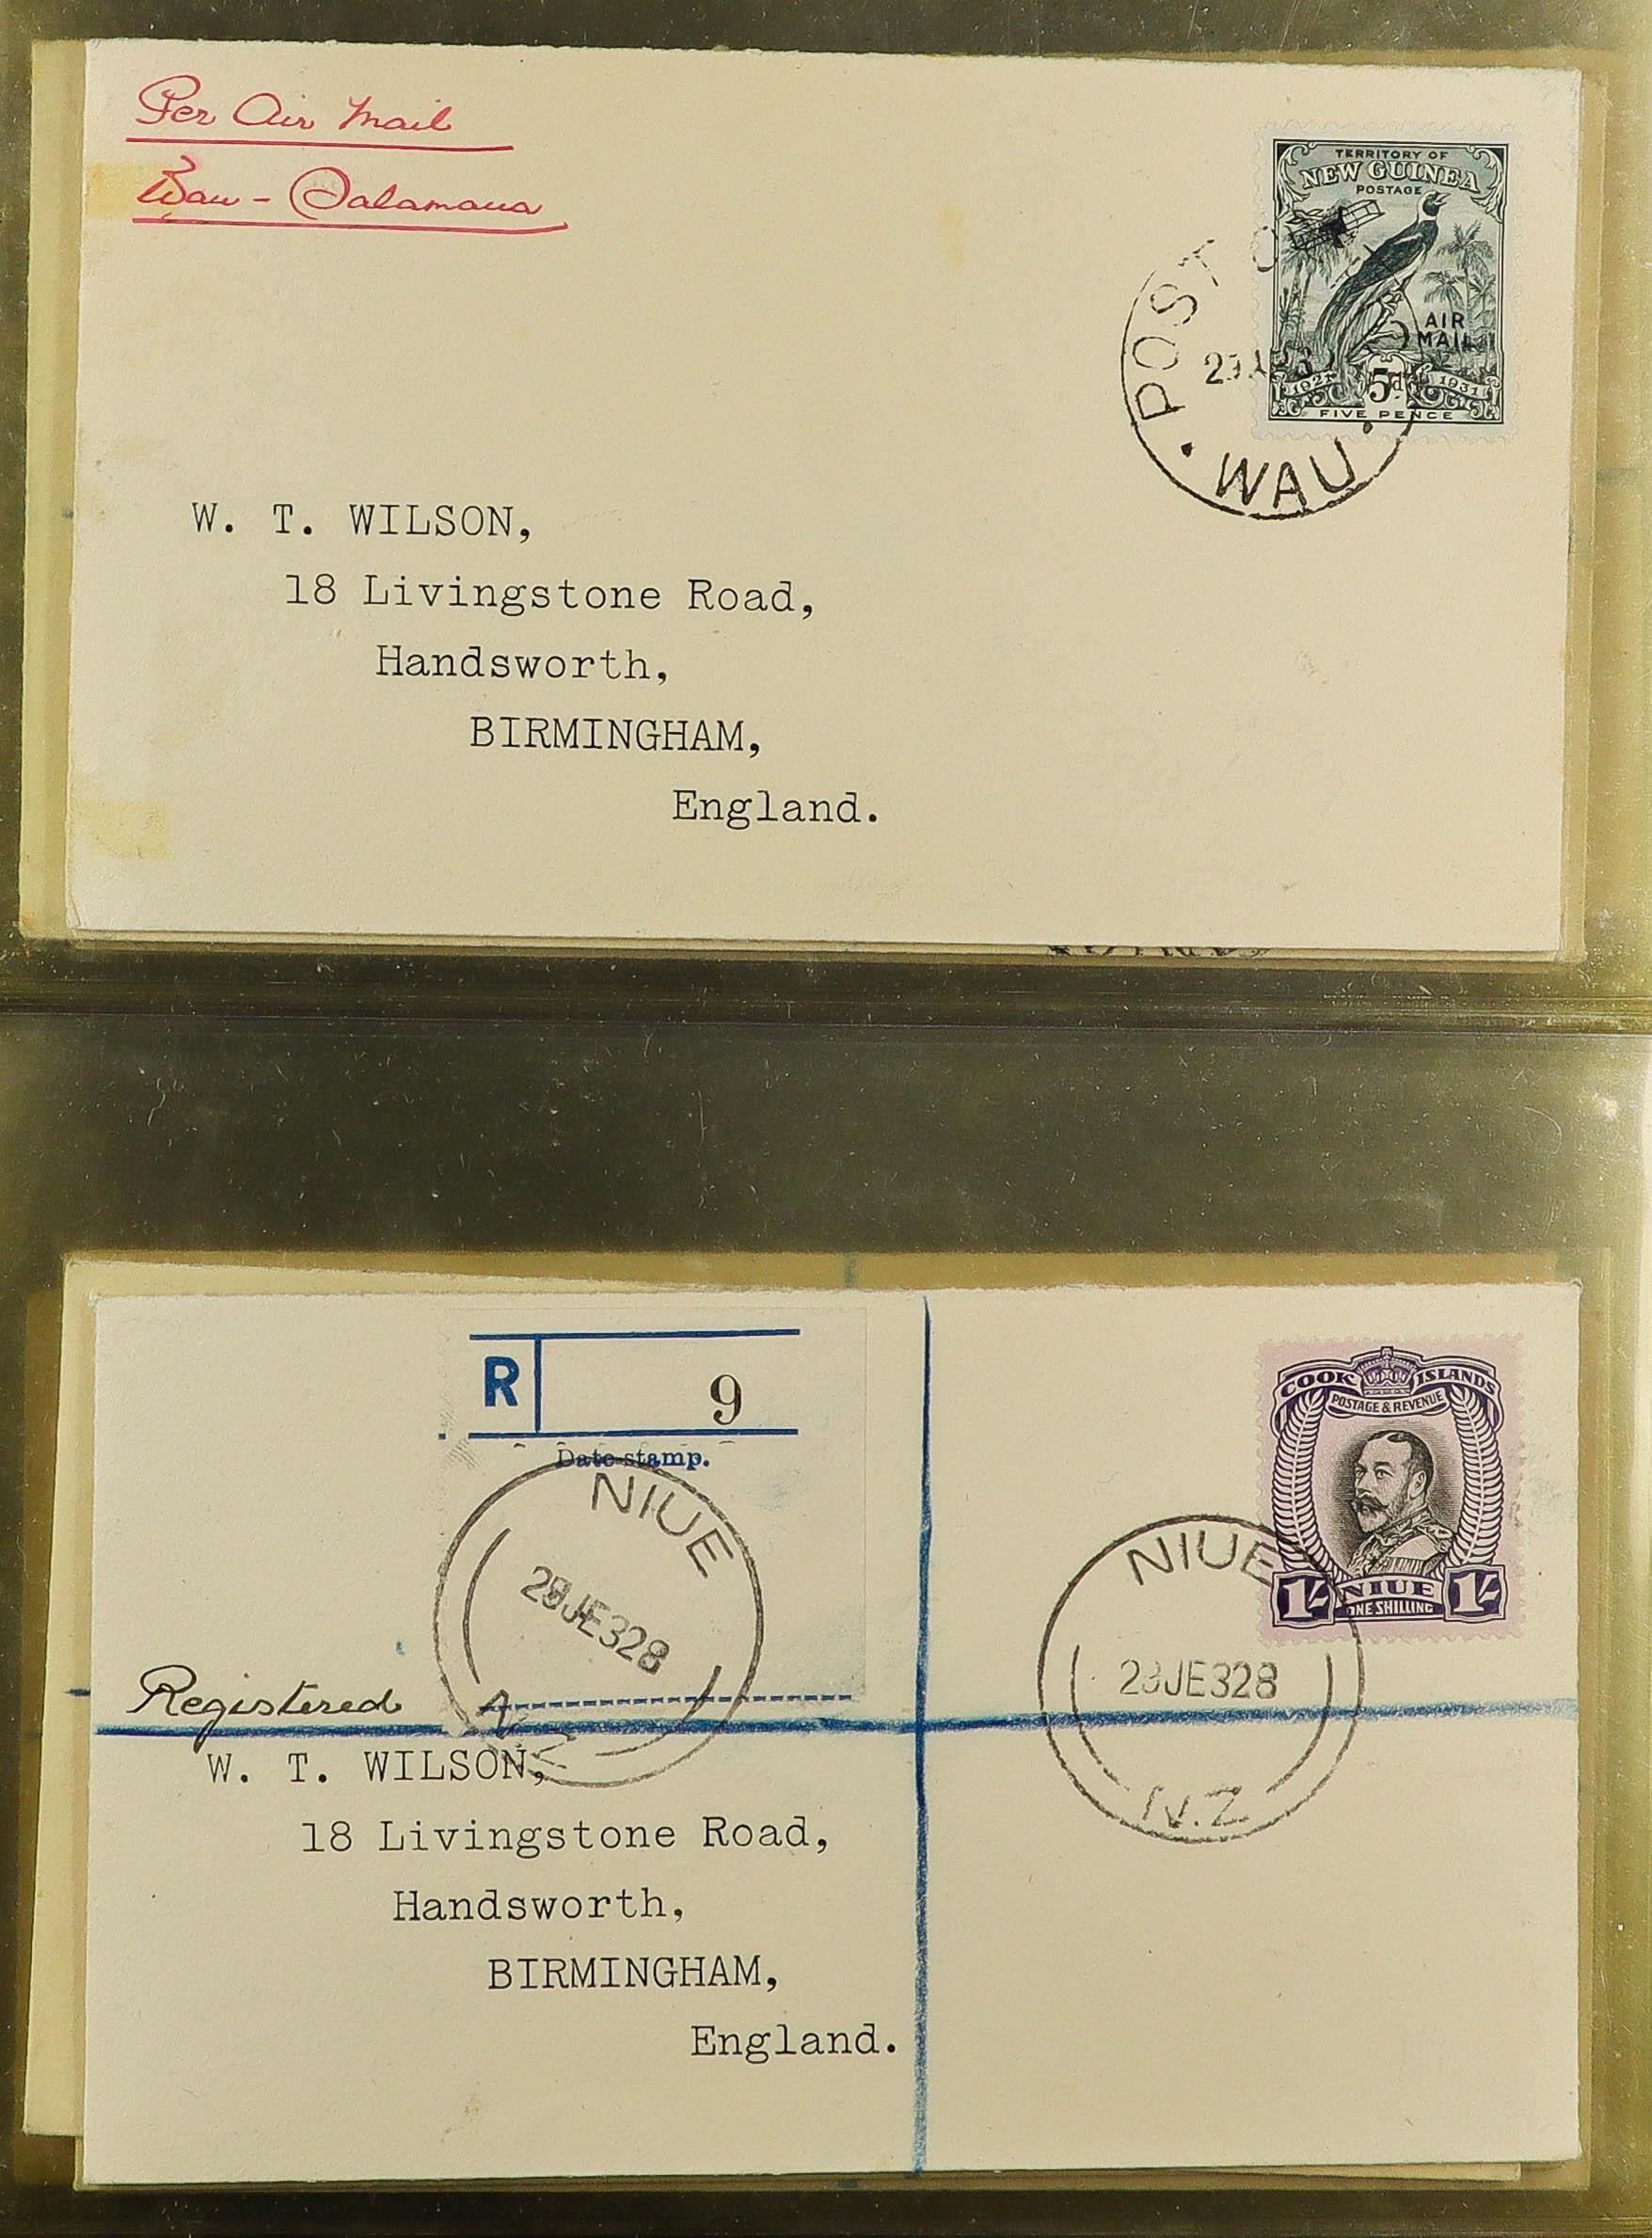 Per Air Mail
Wau - Salamaua
TERRITORY OF
NEW GUINEA
POSTAGE
AIR
MAIL
1921 5d 1931
FIVE PENCE
POST
WAU
W. T. WILSON,
18 Livingstone Road,
Handsworth,
BIRMINGHAM,
England.
R 9
Date stamp.
NIUE
28JE328
N.Z
COOK ISLANDS
POSTAGE & REVENUE
1/- NIUE 1/-
ONE SHILLING
NIUE
28JE328
N.Z
Registered
W. T. WILSON,
18 Livingstone Road,
Handsworth,
BIRMINGHAM,
England.